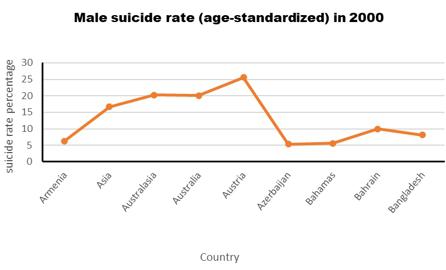 Male suicide rate (age-standardized) in 2000
suicide rate percentage
30
25
20
15
10
5
0
Armenia
Asia
Australasia
Australia
Austria
Azerbaijan
Bahamas
Bahrain
Bangladesh
Country